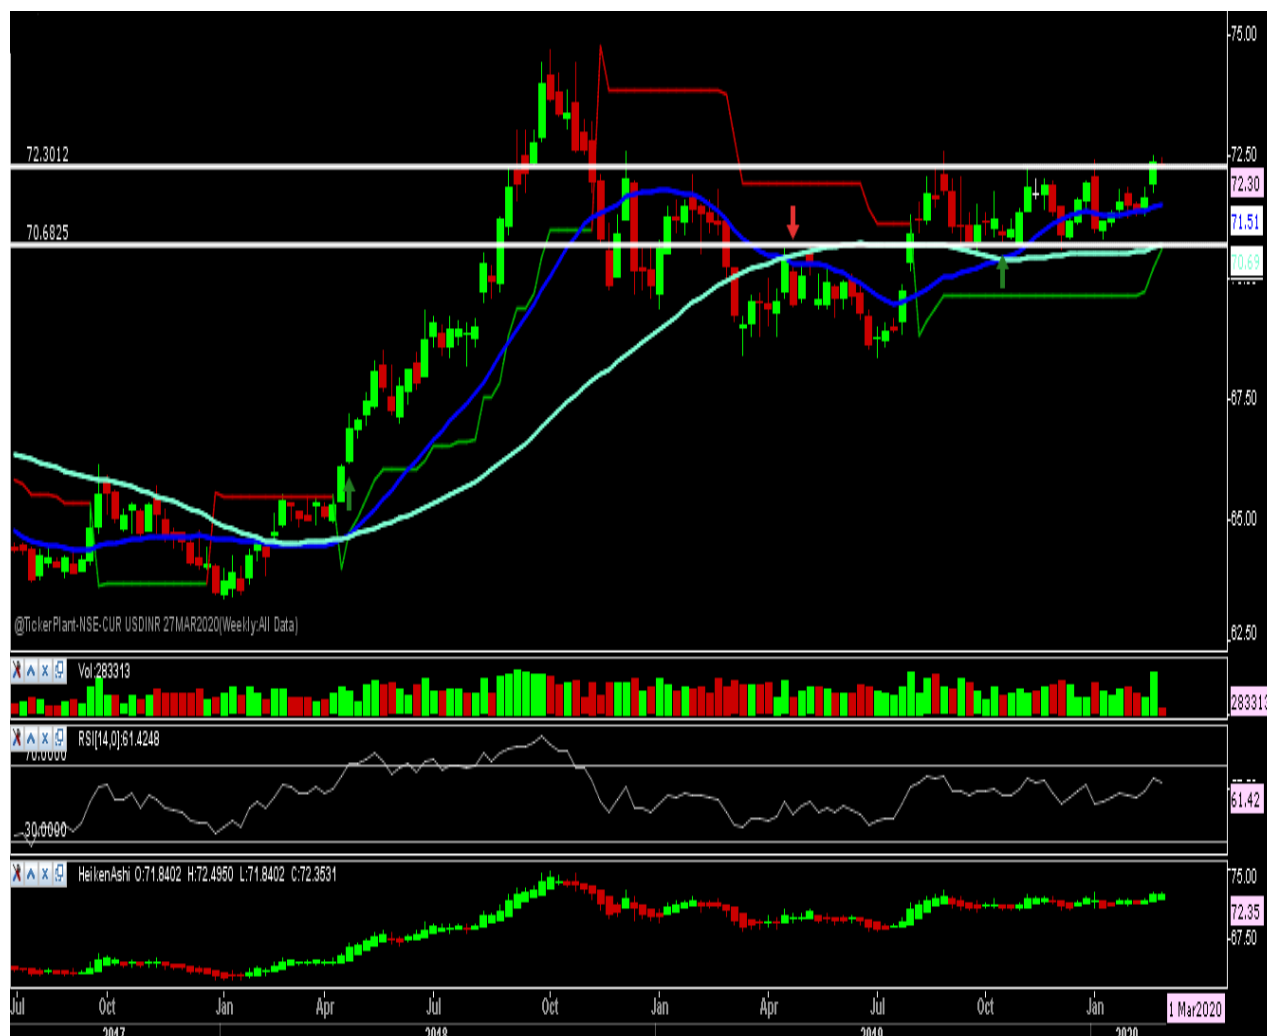 75.00
72.3012
72.50
72.30
71.51
70.6825
70.69
67.50
65.00
@TickerPlant-NSE-CUR USDINR 27MAR2020(Weekly:All Data)
62.50
Vol:283313
283313
RSI[14,0]:61.4248
70.0000
61.42
30.0000
HeikenAshi O:71.8402 H:72.4950 L:71.8402 C:72.3531
75.00
72.35
67.50
Jul Oct Jan Apr Jul Oct Jan Apr Jul Oct Jan 1 Mar2020
2017 2018 2019 2020